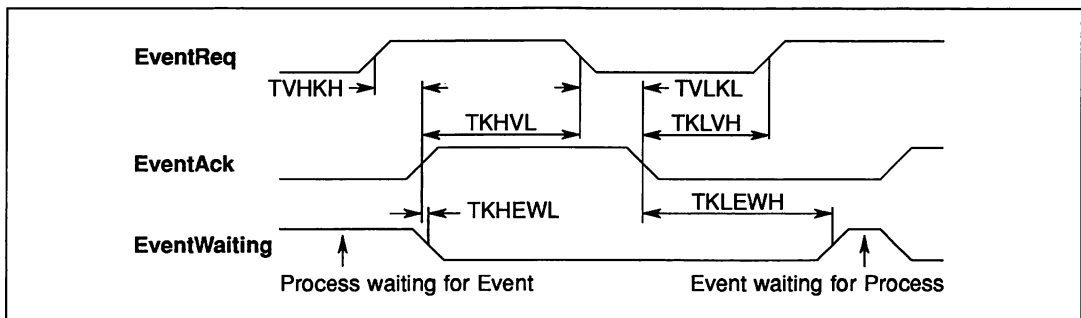 EventReq
TVHKH
TVLKL
TKHVL
TKLVH
EventAck
TKHEWL
TKLEWH
EventWaiting
Process waiting for Event
Event waiting for Process